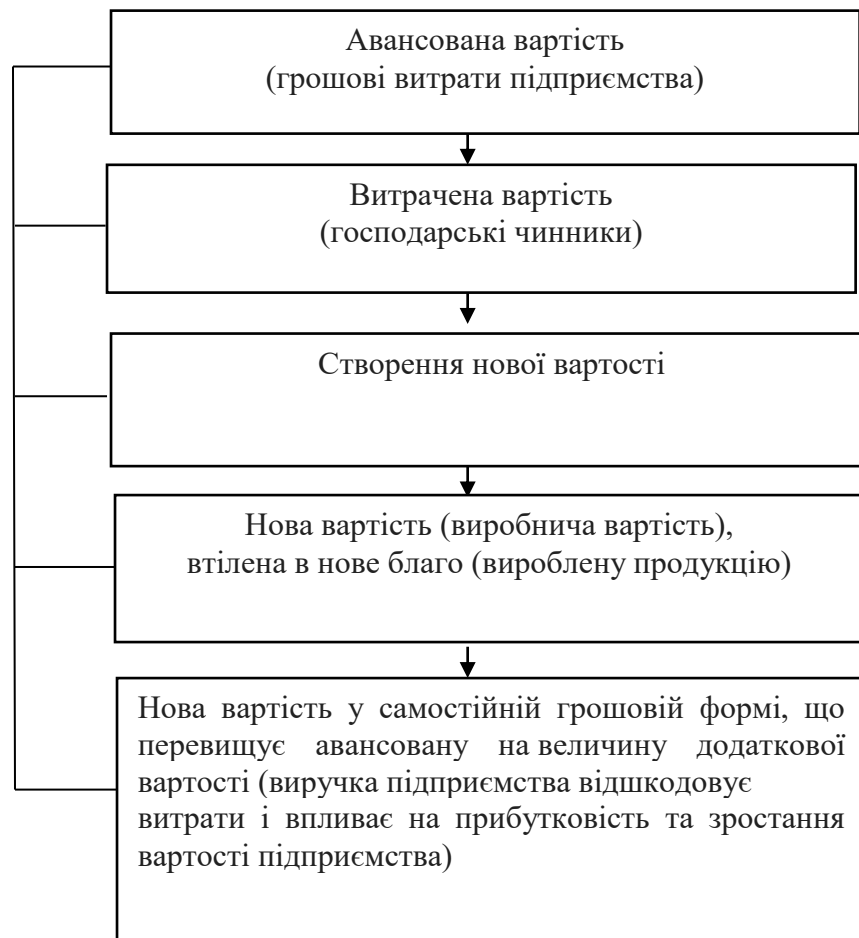 Авансована вартість
(грошові витрати підприємства)
Витрачена вартість
(господарські чинники)
Створення нової вартості
Нова вартість (виробнича вартість),
втілена в нове благо (вироблену продукцію)
Нова вартість у самостійній грошовій формі, що
перевищує авансовану на величину додаткової
вартості (виручка підприємства відшкодовує
витрати і впливає на прибутковість та зростання
вартості підприємства)